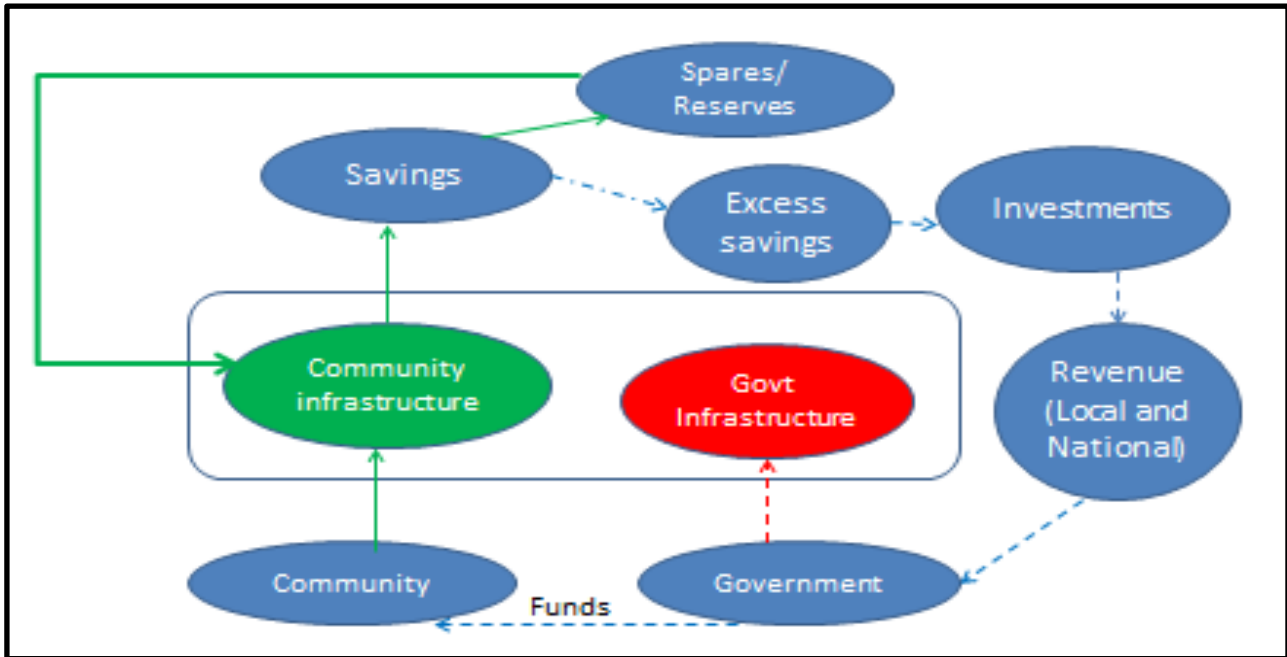 Spares/
Reserves
Savings
Excess
savings
Investments
Community
infrastructure
Govt
Infrastructure
Revenue
(Local and
National)
Community
Government
Funds